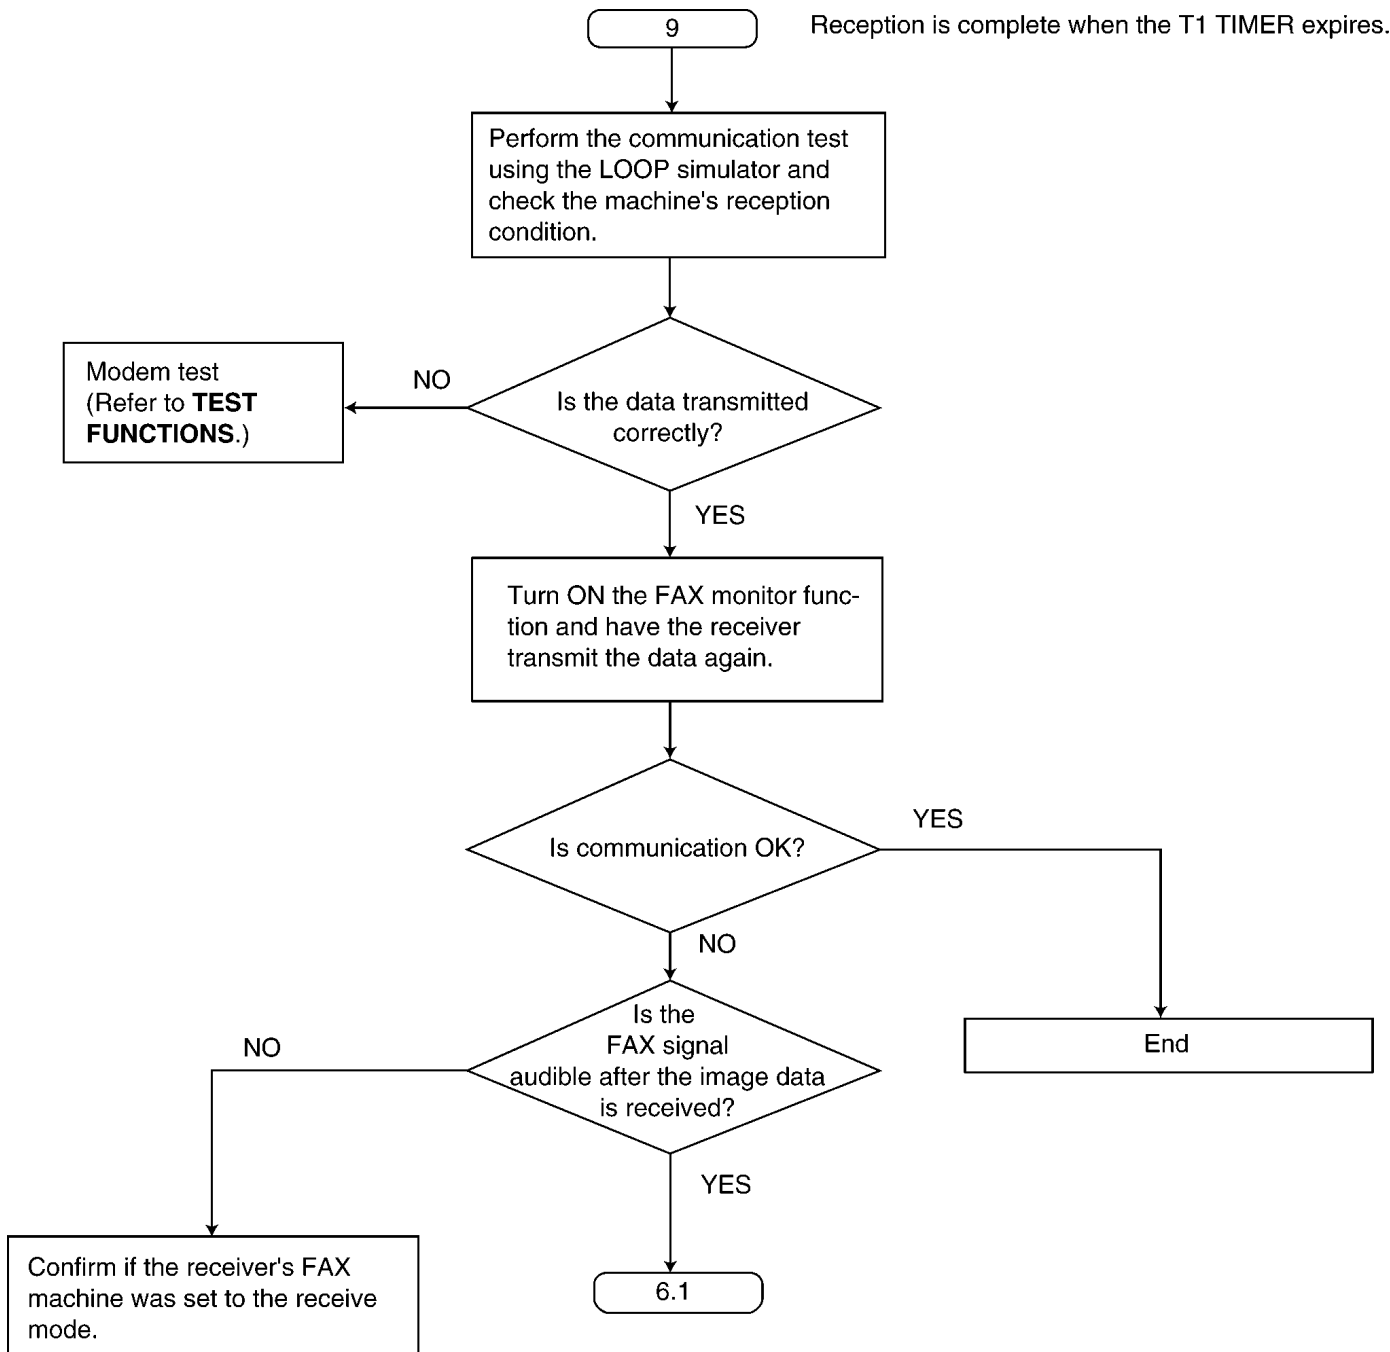 9
Reception is complete when the T1 TIMER expires.
Perform the communication test
using the LOOP simulator and
check the machine's reception
condition.
Modem test
(Refer to TEST
FUNCTIONS.)
NO
Is the data transmitted
correctly?
YES
Turn ON the FAX monitor func-
tion and have the receiver
transmit the data again.
Is communication OK?
YES
NO
Is the
FAX signal
audible after the image data
is received?
NO
End
YES
Confirm if the receiver's FAX
machine was set to the receive
mode.
6.1